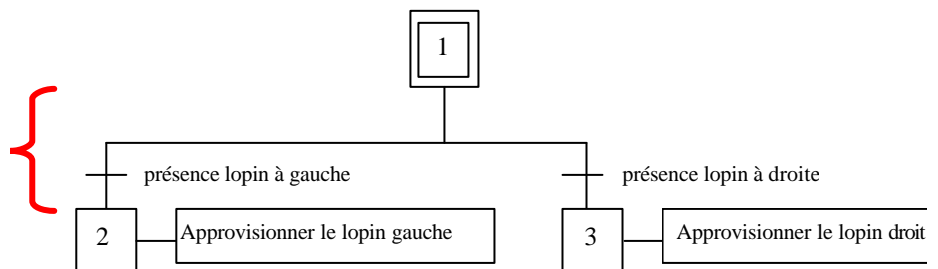 1
présence lopin à gauche
présence lopin à droite
2
Approvisionner le lopin gauche
3
Approvisionner le lopin droit